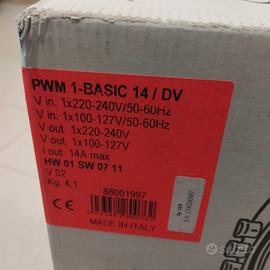 PWM 1-BASIC 14 / DV
V in. 1x220-240V/50-60Hz
V in. 1x100-127V/50-60Hz
V out. 1x220-240V
V out. 1x100-127V
I out. 14A max
HW 01 SW 07 11
V 02
Kg. 4,1
88001997
CE
MADE IN ITALY
subito